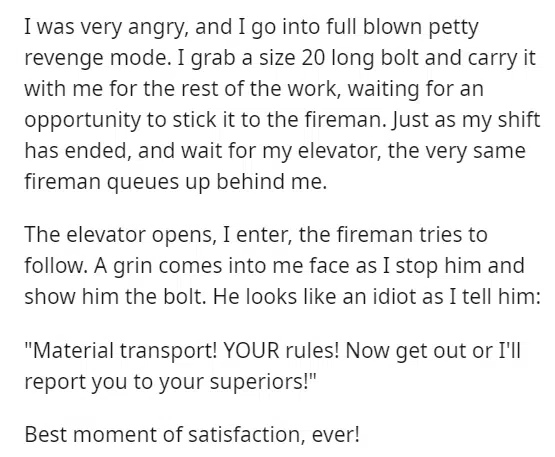 I was very angry, and I go into full blown petty
revenge mode. I grab a size 20 long bolt and carry it
with me for the rest of the work, waiting for an
opportunity to stick it to the fireman. Just as my shift
has ended, and wait for my elevator, the very same
fireman queues up behind me.
The elevator opens, I enter, the fireman tries to
follow. A grin comes into me face as I stop him and
show him the bolt. He looks like an idiot as I tell him:
"Material transport! YOUR rules! Now get out or I'll
report you to your superiors!"
Best moment of satisfaction, ever!